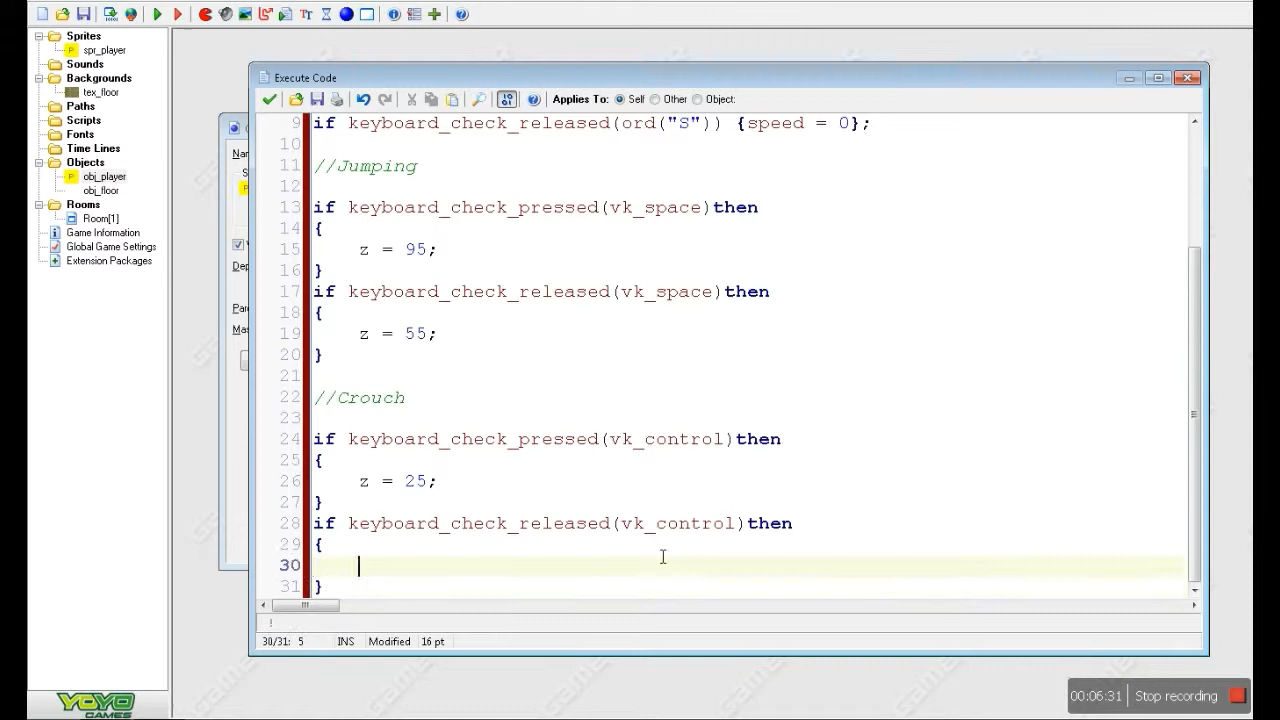 Sprites
spr_player
Sounds
Backgrounds
tex_floor
Paths
Scripts
Fonts
Time Lines
Objects
obj_player
obj_floor
Rooms
Room[1]
Game Information
Global Game Settings
Extension Packages
YOYO
GAMES
Execute Code
Applies To: Self Other Object
9 if keyboard_check_released(ord("S")) {speed = 0};
10
11 //Jumping
12
13 if keyboard_check_pressed(vk_space)then
14 {
15 z = 95;
16 }
17 if keyboard_check_released(vk_space)then
18 {
19 z = 55;
20 }
21
22 //Crouch
23
24 if keyboard_check_pressed(vk_control)then
25 {
26 z = 25;
27 }
28 if keyboard_check_released(vk_control)then
29 {
30
31 }
30/31: 5 INS Modified 16 pt
00:06:31 Stop recording